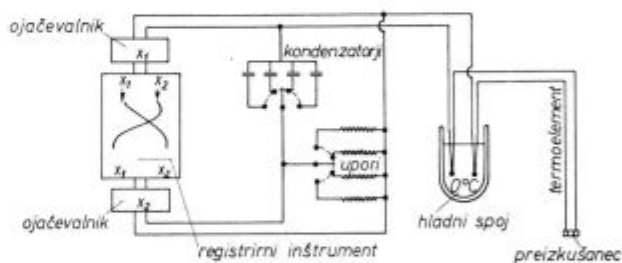 ojačevalnik
x₁
kondenzatorji
x₁ x₂
upori
x₁ x₂
0°C
termoelement
x₂
hladni spoj
ojačevalnik
registrirni inštrument
preizkušanec